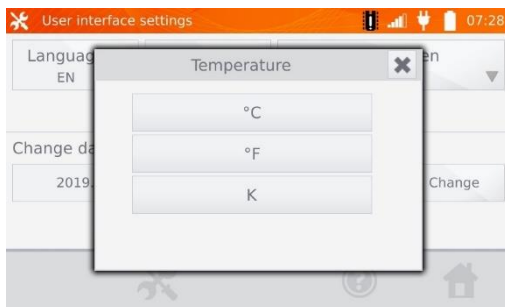 User interface settings 07:28
Temperature
Languag
EN
en
°C
°F
K
Change da
2019.
Change
?